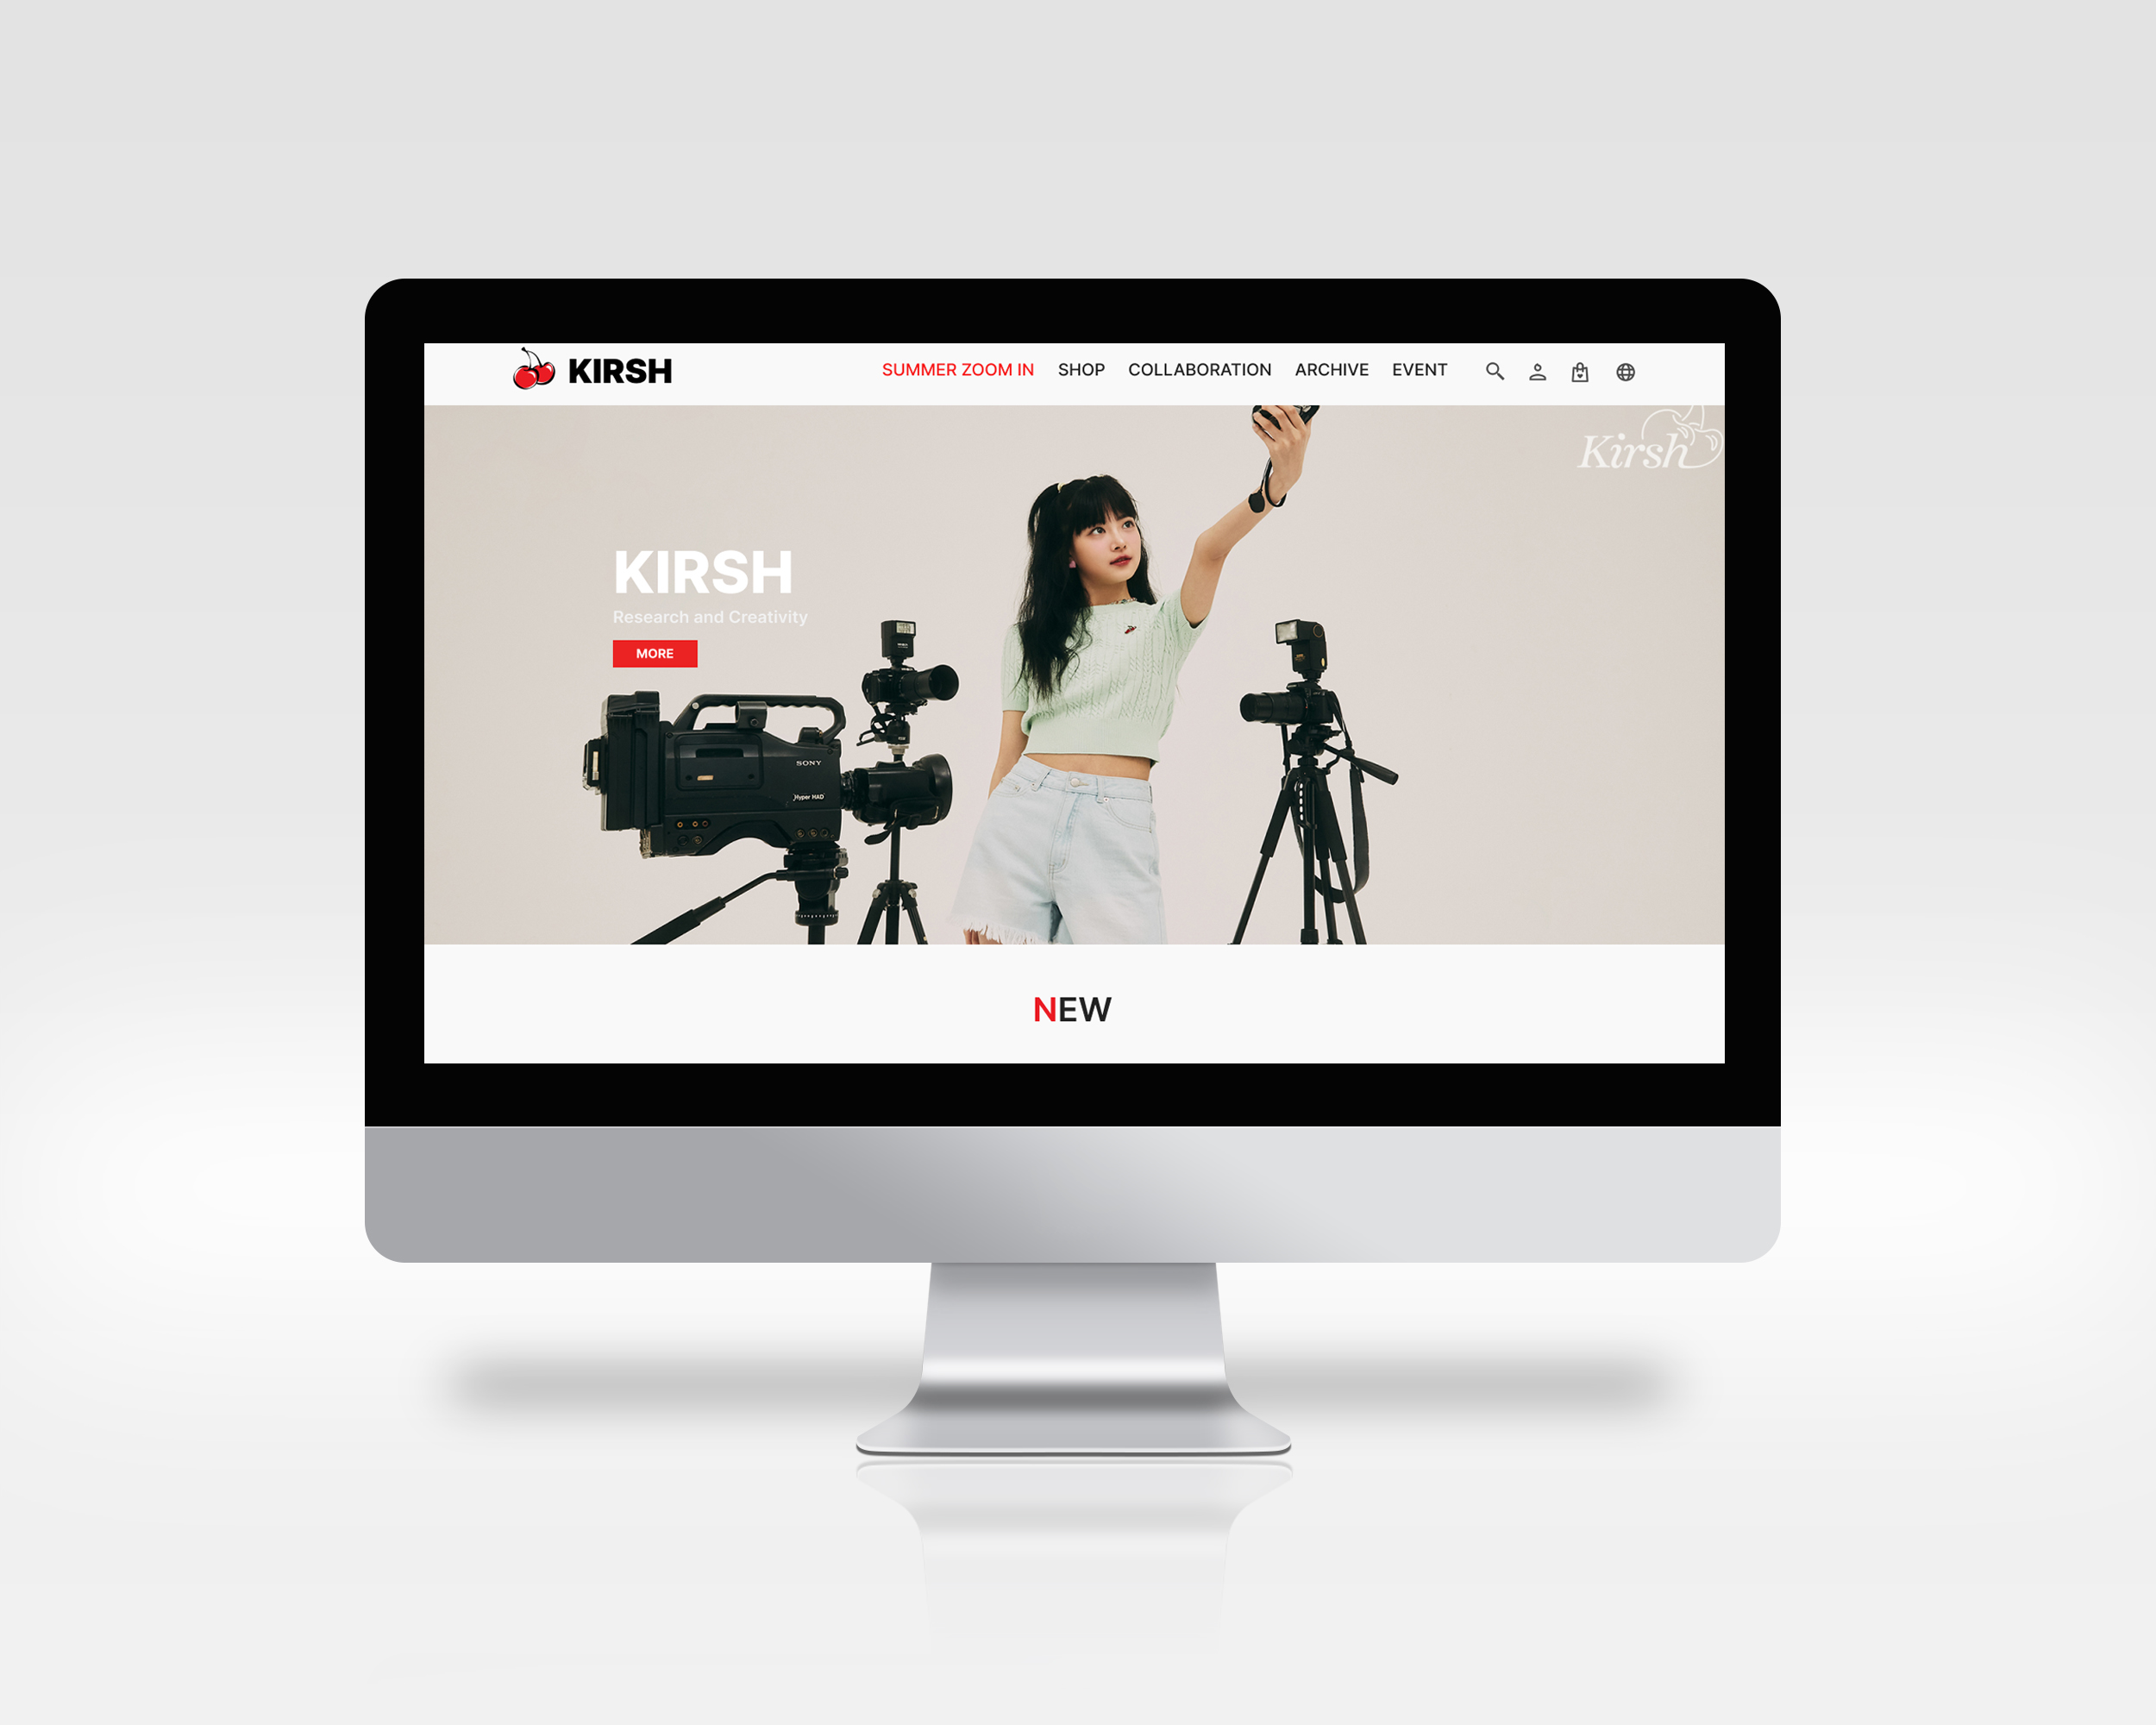 KIRSH
SUMMER ZOOM IN SHOP COLLABORATION ARCHIVE EVENT
Kirsh
KIRSH
Research and Creativity
MORE
SONY
Hyper HAD
NEW